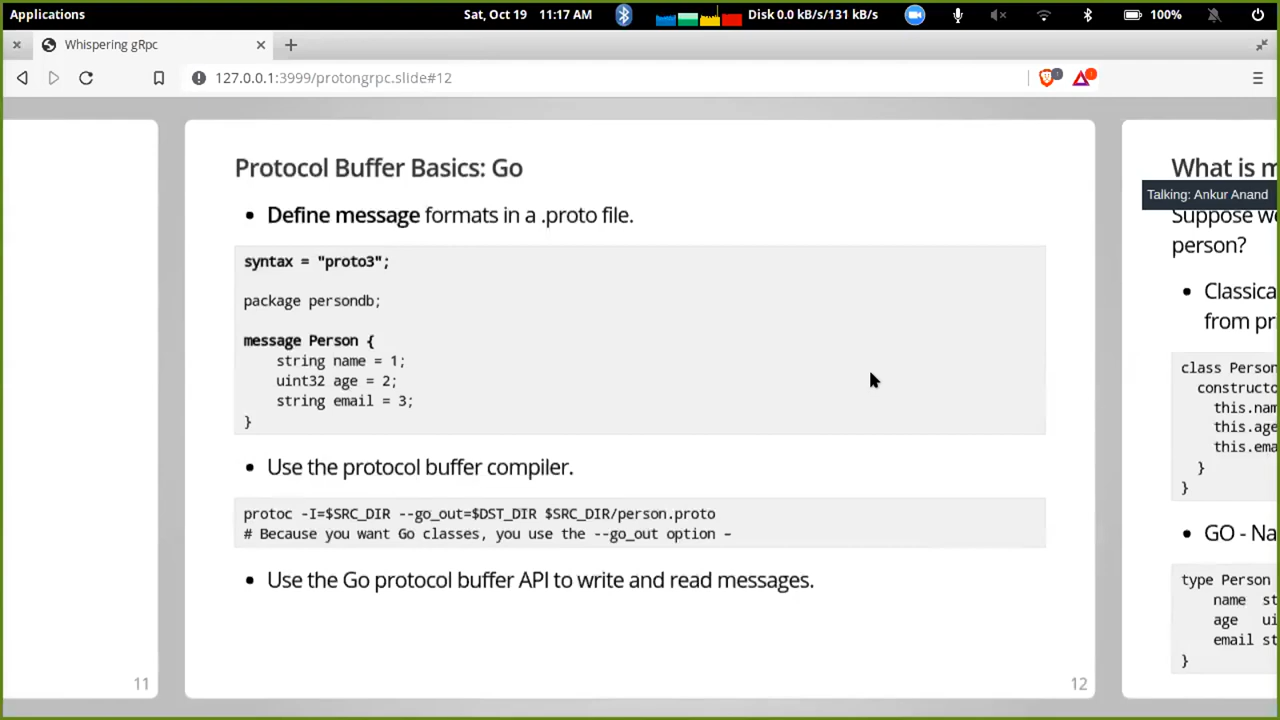 Applications
Sat, Oct 19 11:17 AM
Disk 0.0 kB/s/131 kB/s
100%
Whispering gRpc
127.0.0.1:3999/protongrpc.slide#12
Protocol Buffer Basics: Go
• Define message formats in a .proto file.
syntax = "proto3";
package persondb;
message Person {
string name = 1;
uint32 age = 2;
string email = 3;
}
• Use the protocol buffer compiler.
protoc -I=$SRC_DIR --go_out=$DST_DIR $SRC_DIR/person.proto
# Because you want Go classes, you use the --go_out option –
• Use the Go protocol buffer API to write and read messages.
11
12
What is m
Talking: Ankur Anand
Suppose we
person?
• Classica
from pr
class Person
constructo
this.nam
this.age
this.ema
}
}
• GO - Na
type Person
name st
age ui
email st
}